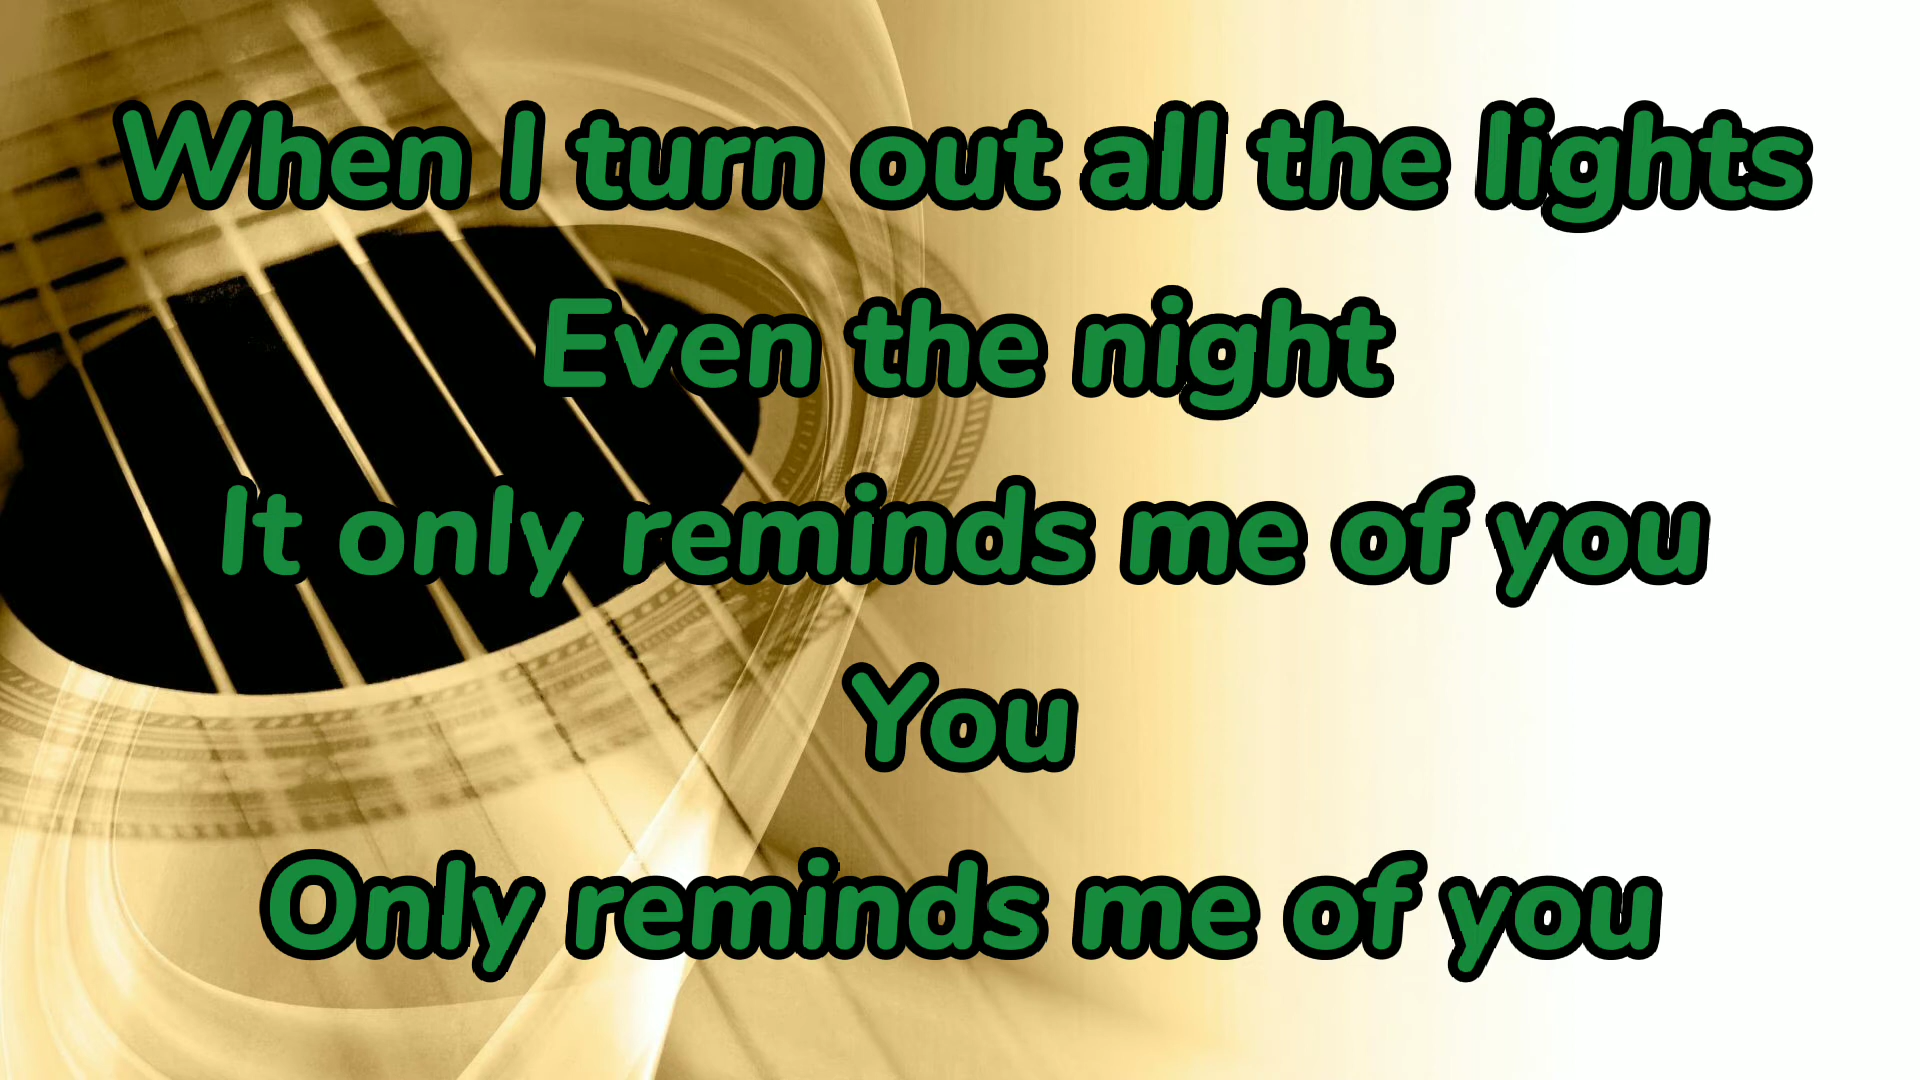 When I turn out all the lights
Even the night
It only reminds me of you
You
Only reminds me of you